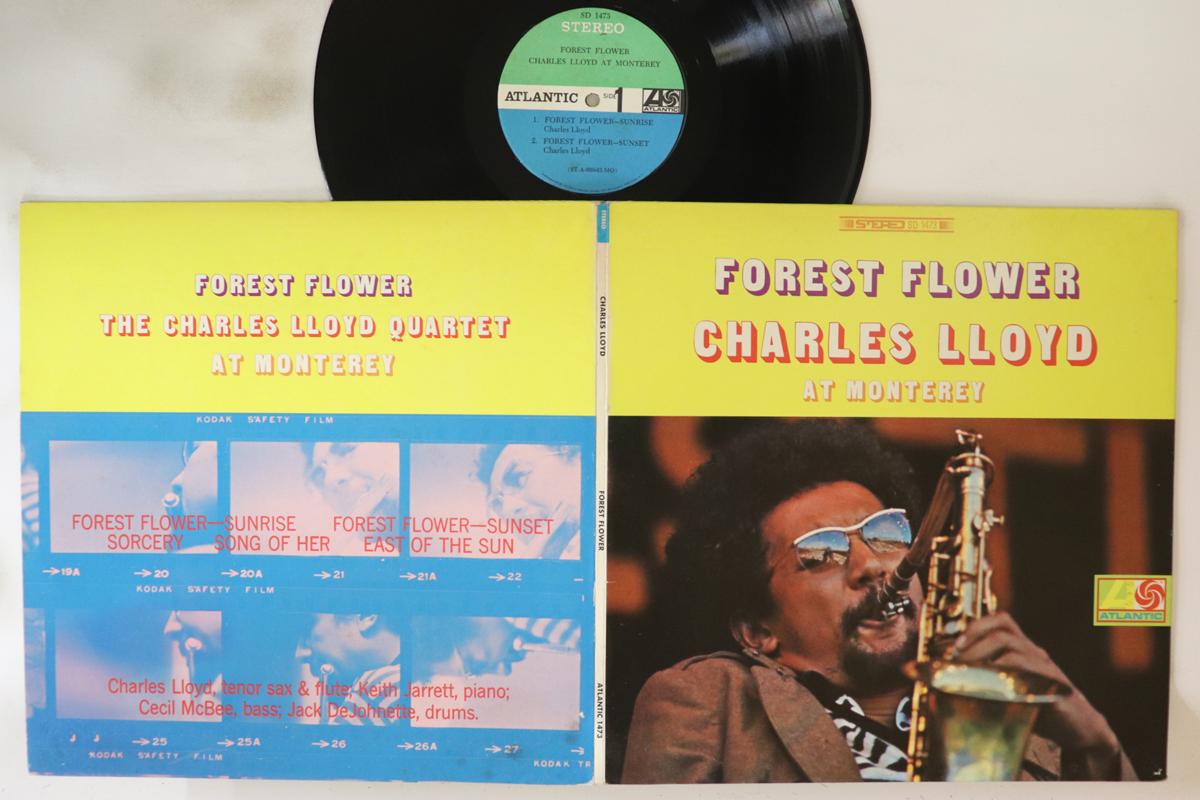 SD 1473
STEREO
FOREST FLOWER
CHARLES LLOYD AT MONTEREY
ATLANTIC
SIDE 1
ATLANTIC
1. FOREST FLOWER—SUNRISE
Charles Lloyd
2. FOREST FLOWER—SUNSET
Charles Lloyd
FOREST FLOWER
THE CHARLES LLOYD QUARTET
AT MONTEREY
KODAK SAFETY FILM
FOREST FLOWER—SUNRISE FOREST FLOWER—SUNSET
SORCERY SONG OF HER EAST OF THE SUN
→19A →20 →20A →21 →21A →22
KODAK SAFETY FILM
Charles Lloyd, tenor sax & flute; Keith Jarrett, piano;
Cecil McBee, bass; Jack DeJohnette, drums.
→25 →25A →26 →26A →27
KODAK SAFETY FILM
KODAK TR
STEREO
CHARLES LLOYD
FOREST FLOWER
ATLANTIC 1473
STEREO SD 1473
FOREST FLOWER
CHARLES LLOYD
AT MONTEREY
ATLANTIC